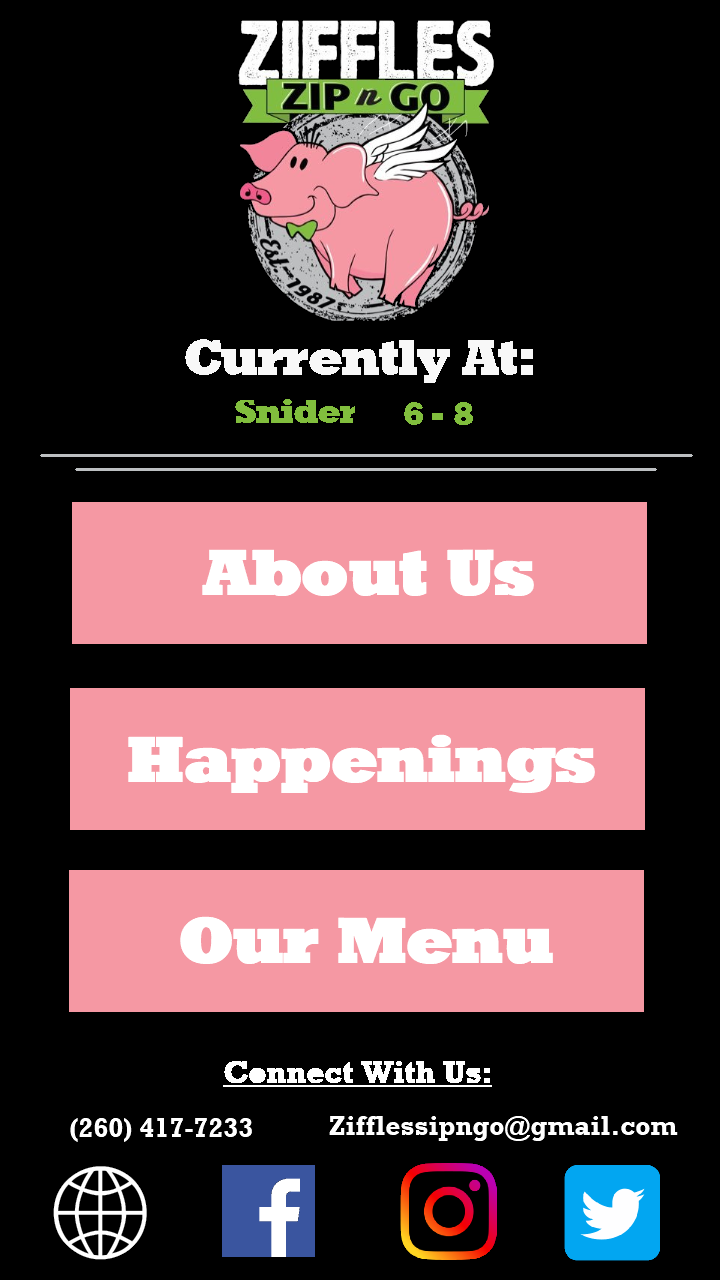 ZIFFLES
ZIP n GO
Est. 1987
Currently At:
Snider 6 - 8
About Us
Happenings
Our Menu
Connect With Us:
(260) 417-7233 Zifflessipngo@gmail.com